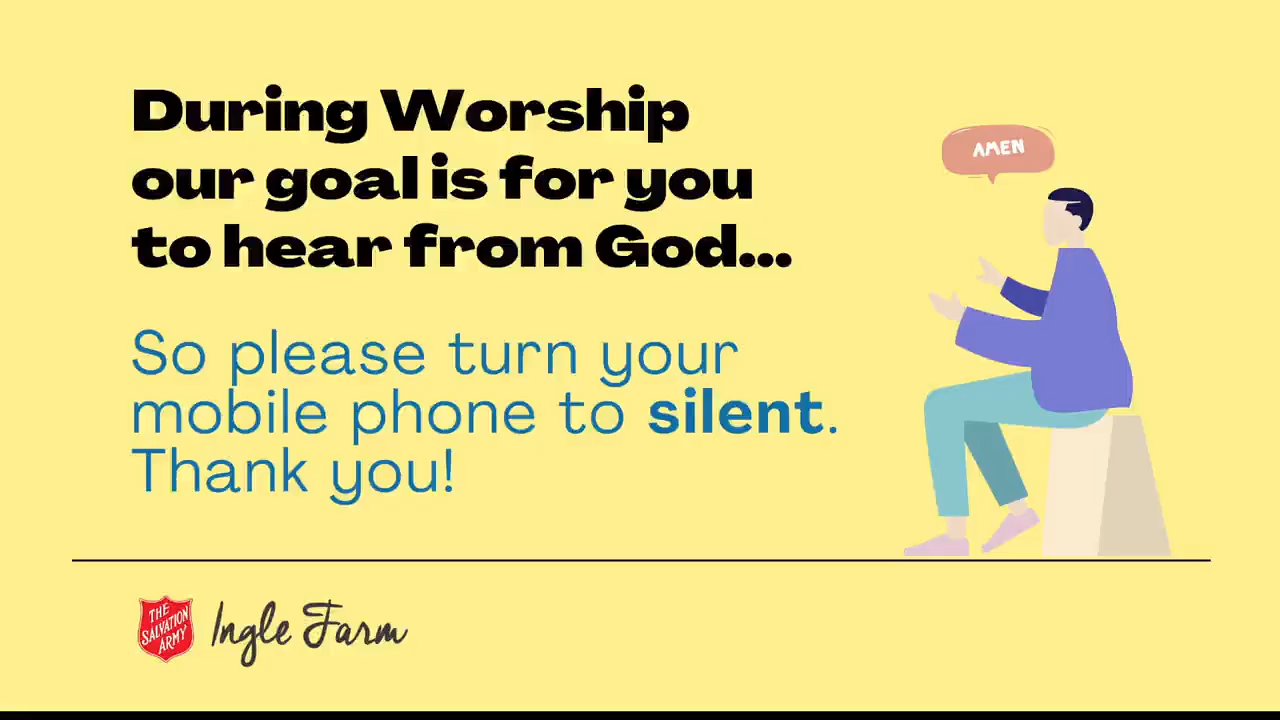 During Worship
our goal is for you
to hear from God...
AMEN
So please turn your
mobile phone to silent.
Thank you!
THE
SALVATION
ARMY
Ingle Farm